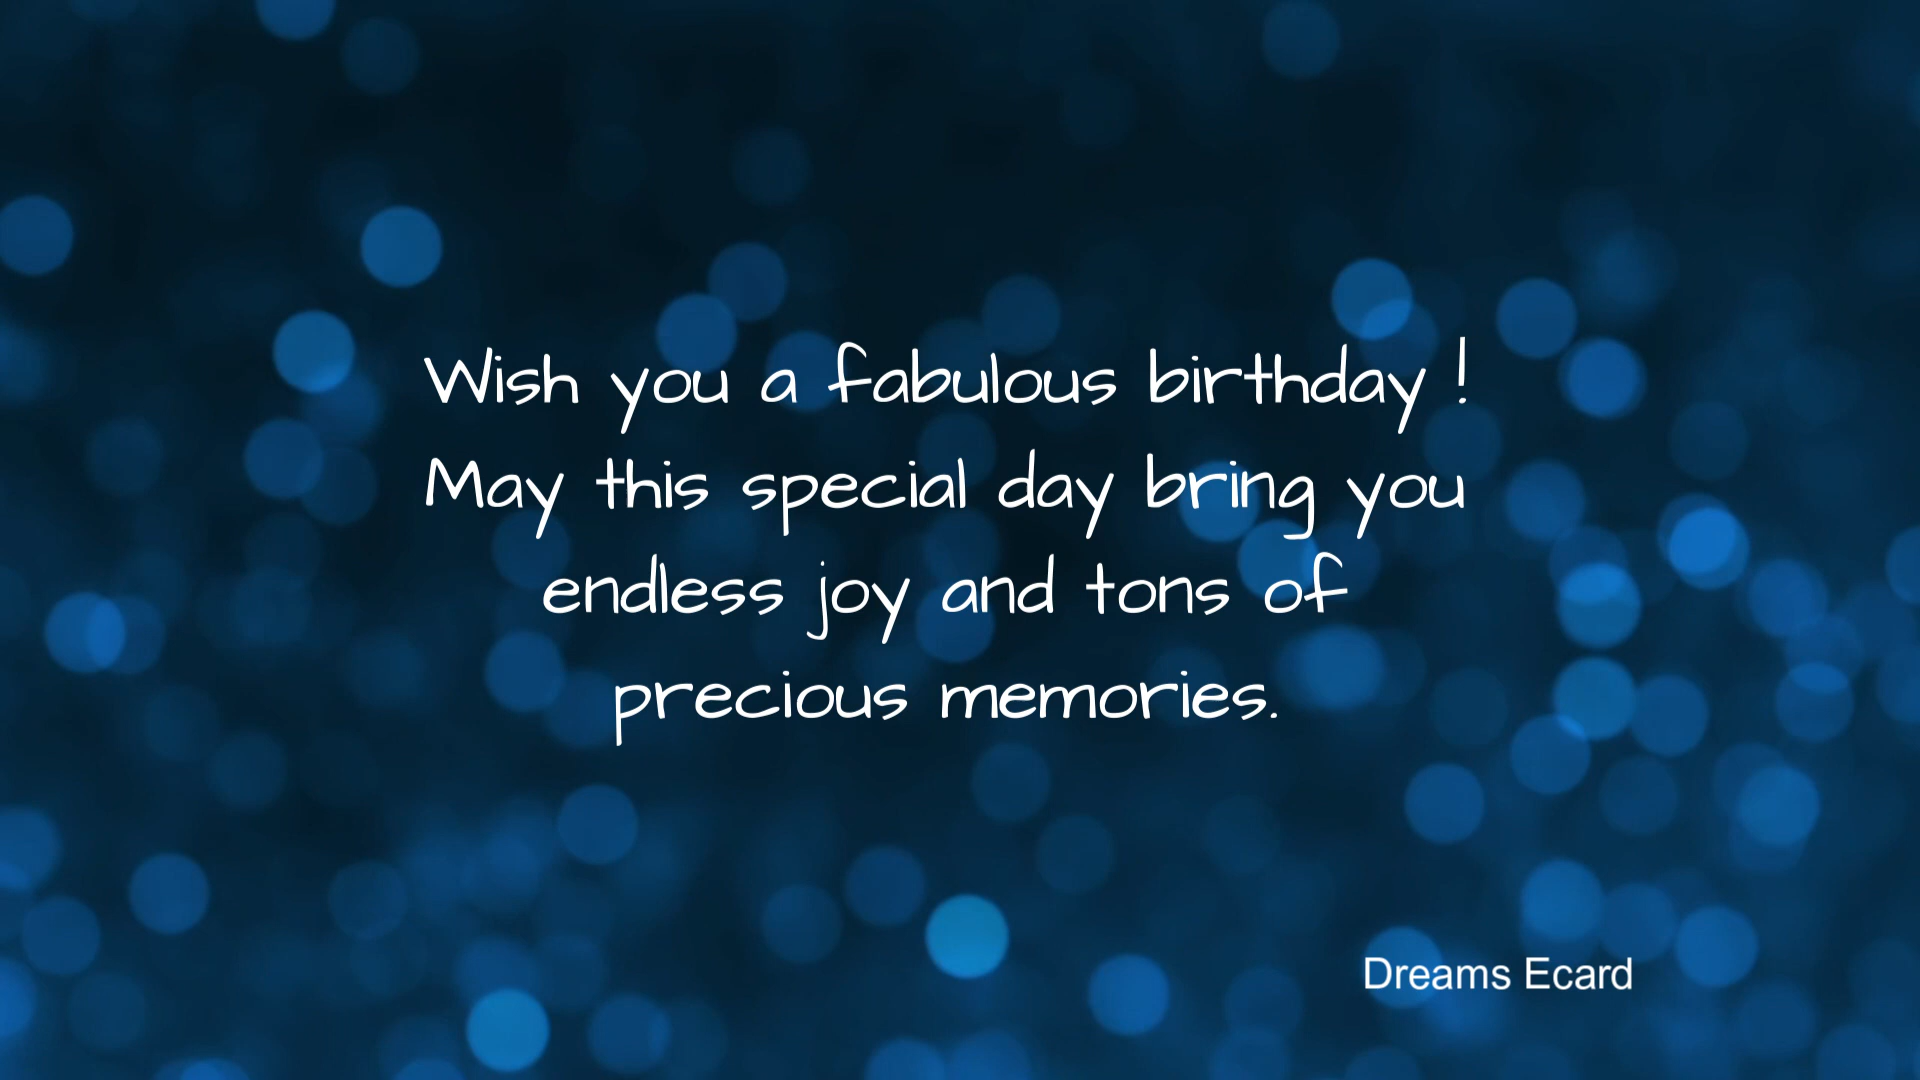 Wish you a fabulous birthday !
May this special day bring you
endless joy and tons of
precious memories.
Dreams Ecard